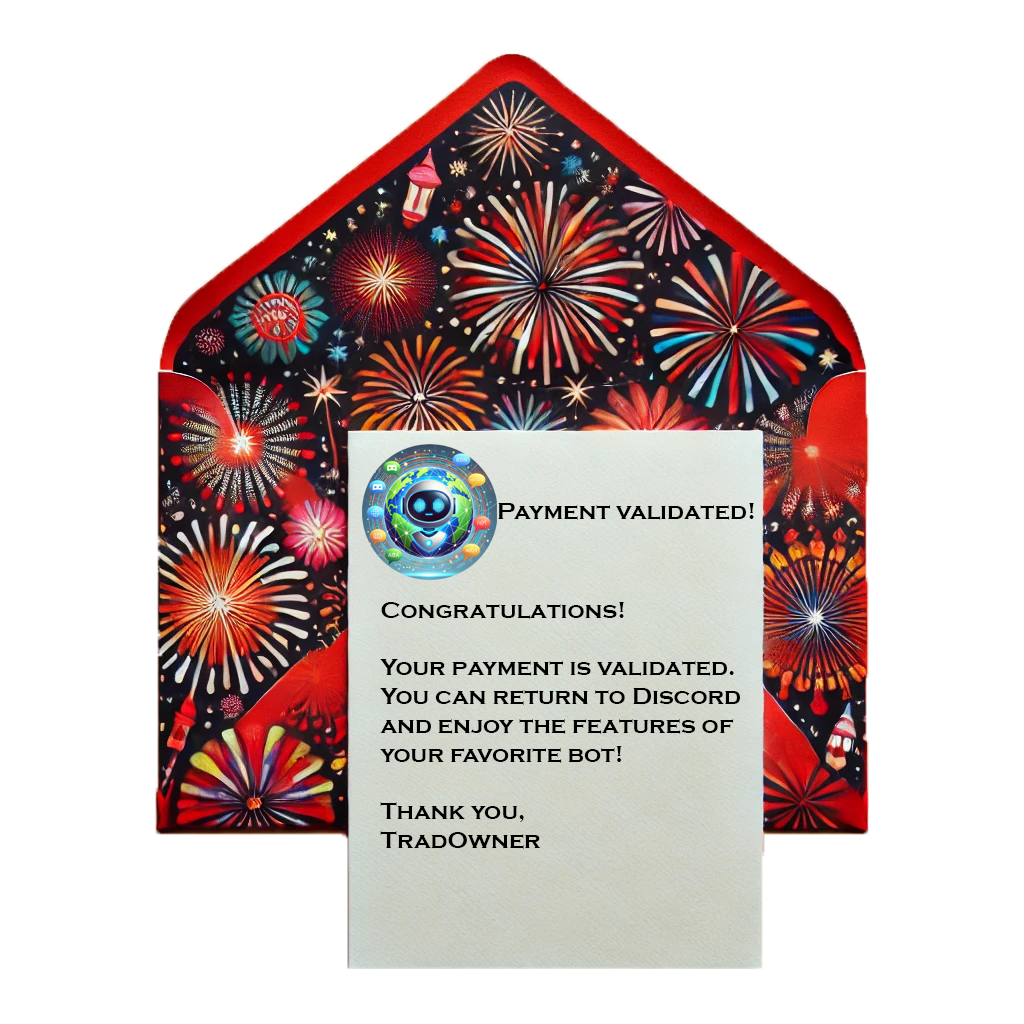 Payment validated!
Congratulations!
Your payment is validated.
You can return to Discord
and enjoy the features of
your favorite bot!
Thank you,
TradOwner